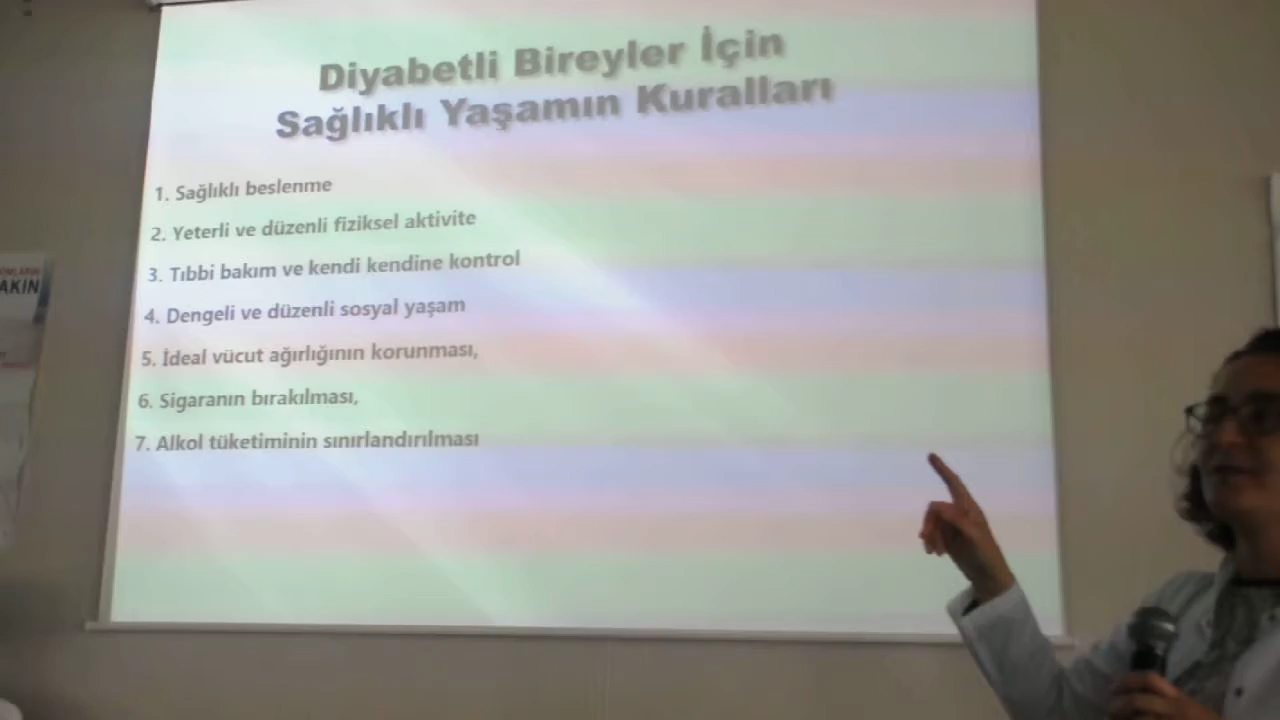 Diyabetli Bireyler İçin
Sağlıklı Yaşamın Kuralları
1. Sağlıklı beslenme
2. Yeterli ve düzenli fiziksel aktivite
3. Tıbbi bakım ve kendi kendine kontrol
4. Dengeli ve düzenli sosyal yaşam
5. İdeal vücut ağırlığının korunması,
6. Sigaranın bırakılması,
7. Alkol tüketiminin sınırlandırılması
AKIN